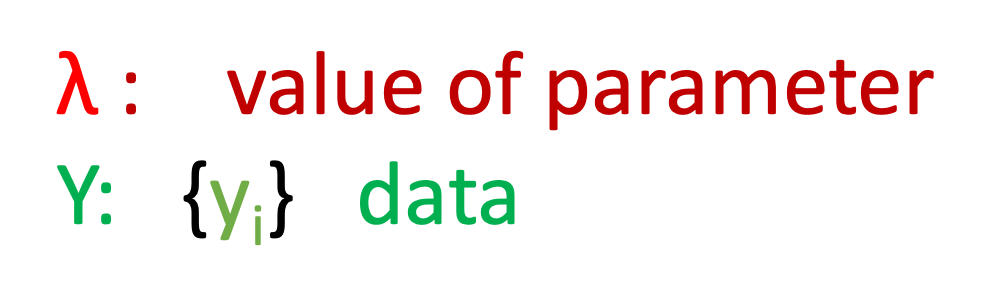 λ : value of parameter
Y: {yᵢ} data